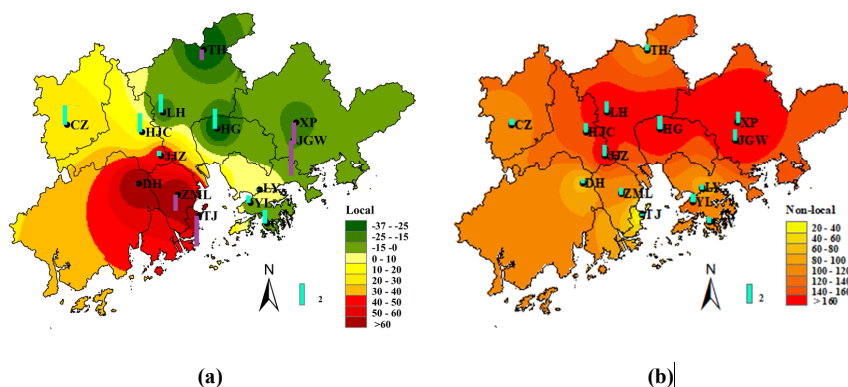 TH
LH
HG
XP
JGW
CZ
HJC
JJZ
DH
ZML
TJ
LY
YL
Local
-37 - -25
-25 - -15
-15 -0
0 - 10
10 - 20
20 - 30
30 - 40
40 - 50
50 - 60
>60
N
2
(a)
TH
LH
HG
XP
JGW
CZ
HJC
JJZ
DH
ZML
TJ
LY
YL
Non-local
20 - 40
40 - 60
60 - 80
80 - 100
100 - 120
120 - 140
140 - 160
> 160
N
2
(b)